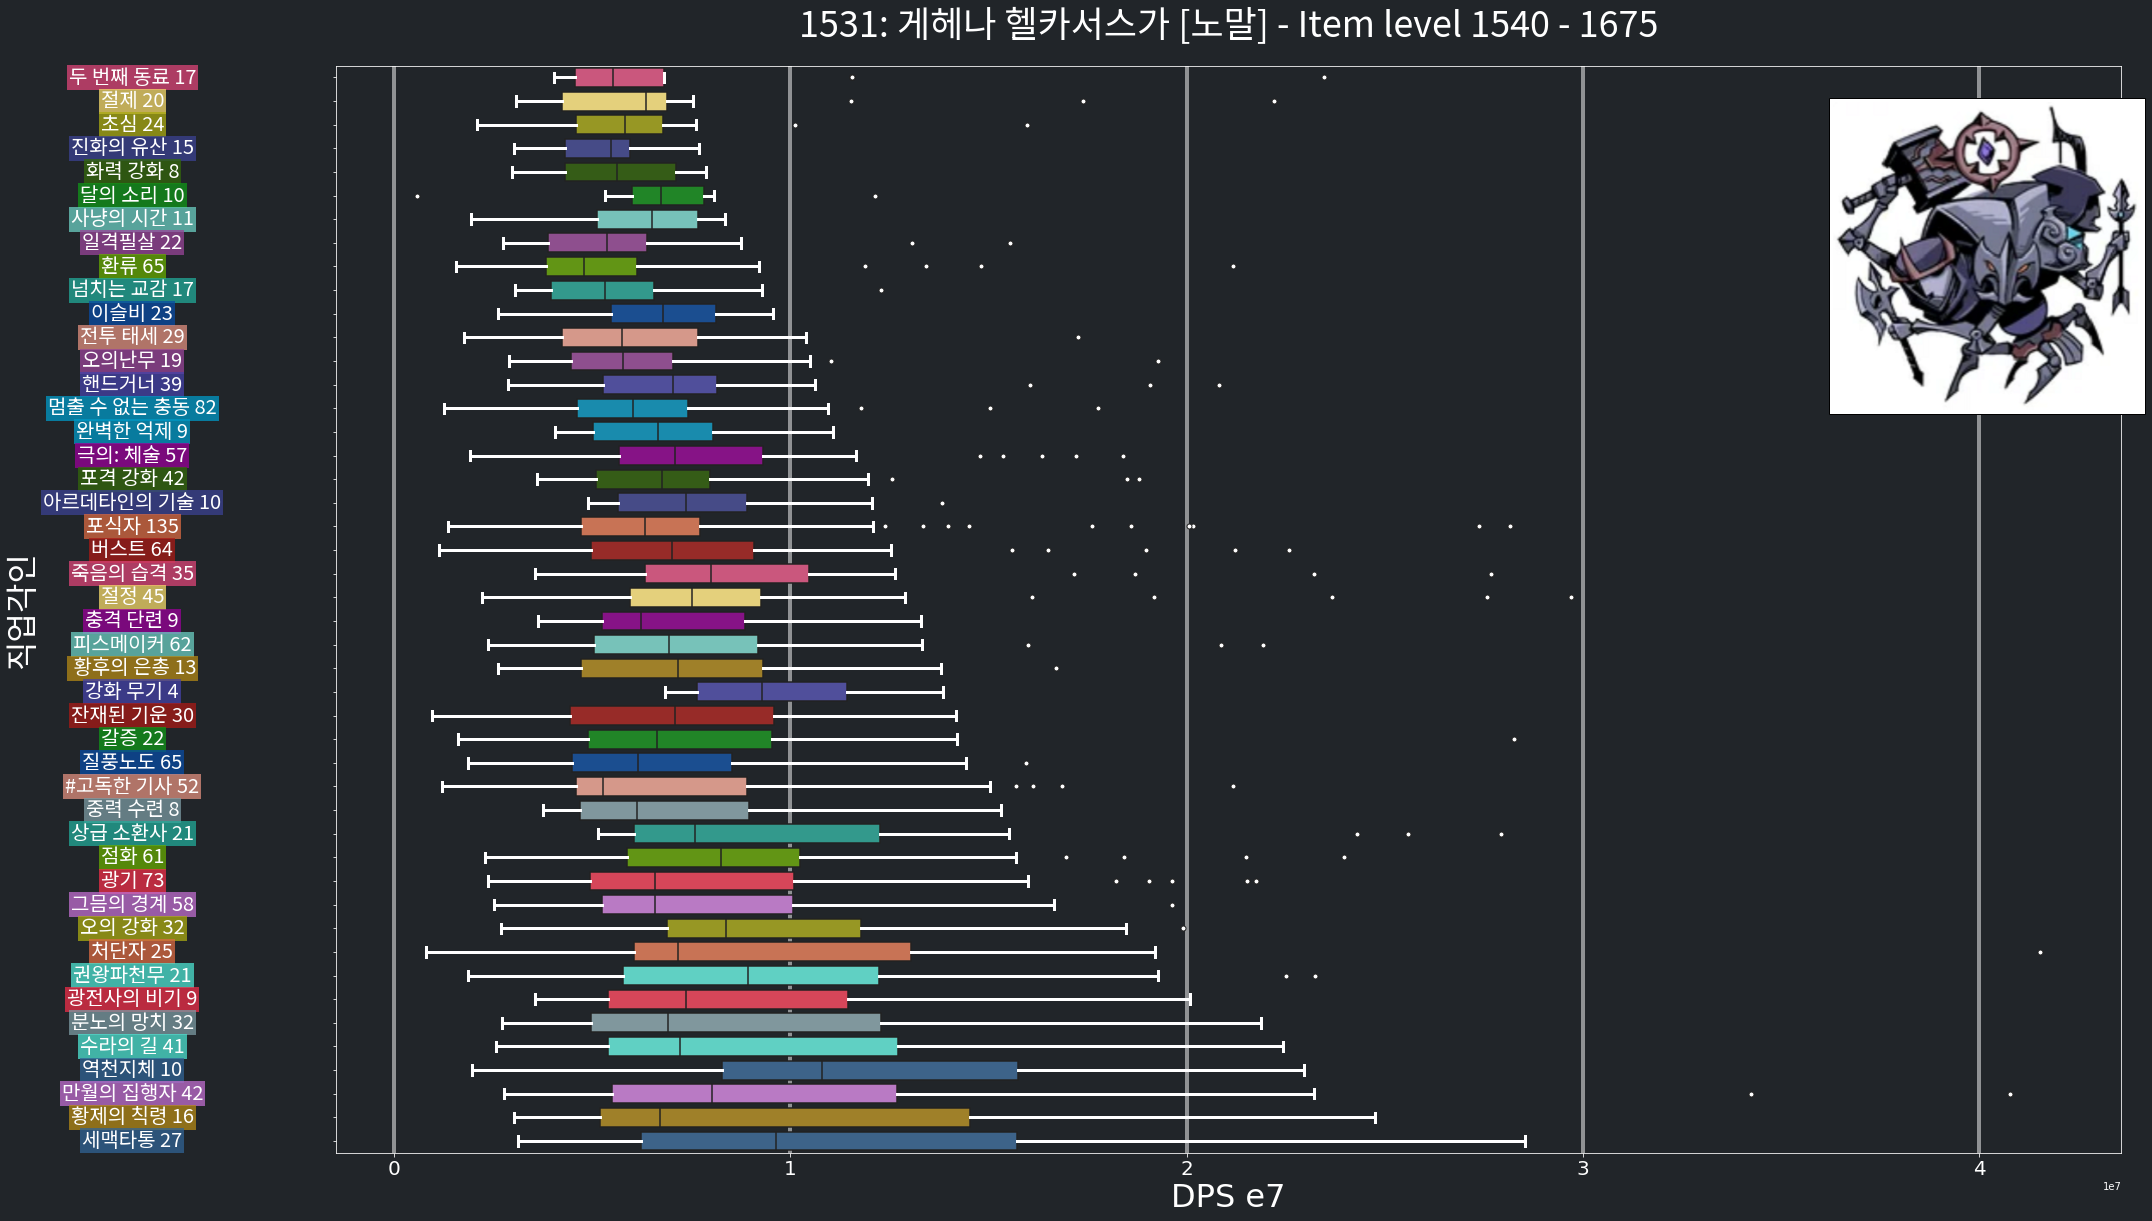 1531: 게헤나 헬카서스가 [노말] - Item level 1540 - 1675
직업각인
두 번째 동료 17
절제 20
초심 24
진화의 유산 15
화력 강화 8
달의 소리 10
사냥의 시간 11
일격필살 22
환류 65
넘치는 교감 17
이슬비 23
전투 태세 29
오의난무 19
핸드거너 39
멈출 수 없는 충동 82
완벽한 억제 9
극의: 체술 57
포격 강화 42
아르데타인의 기술 10
포식자 135
버스트 64
죽음의 습격 35
절정 45
충격 단련 9
피스메이커 62
황후의 은총 13
강화 무기 4
잔재된 기운 30
갈증 22
질풍노도 65
#고독한 기사 52
중력 수련 8
상급 소환사 21
점화 61
광기 73
그믐의 경계 58
오의 강화 32
처단자 25
권왕파천무 21
광전사의 비기 9
분노의 망치 32
수라의 길 41
역천지체 10
만월의 집행자 42
황제의 칙령 16
세맥타통 27
0 1 2 3 4
1e7
DPS e7